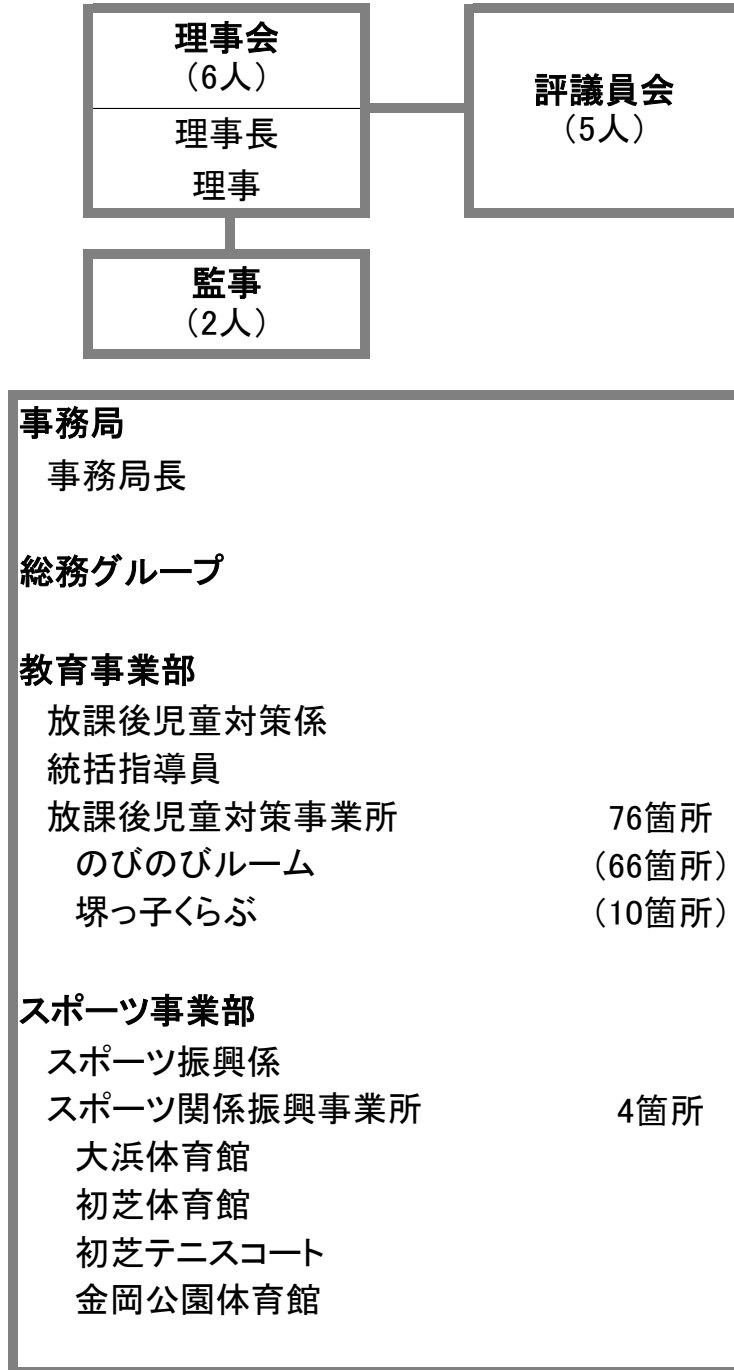 理事会
（6人）
理事長
理事
評議員会
（5人）
監事
（2人）
事務局
事務局長
総務グループ
教育事業部
放課後児童対策係
統括指導員
放課後児童対策事業所 76箇所
のびのびルーム （66箇所）
堺っ子くらぶ （10箇所）
スポーツ事業部
スポーツ振興係
スポーツ関係振興事業所 4箇所
大浜体育館
初芝体育館
初芝テニスコート
金岡公園体育館